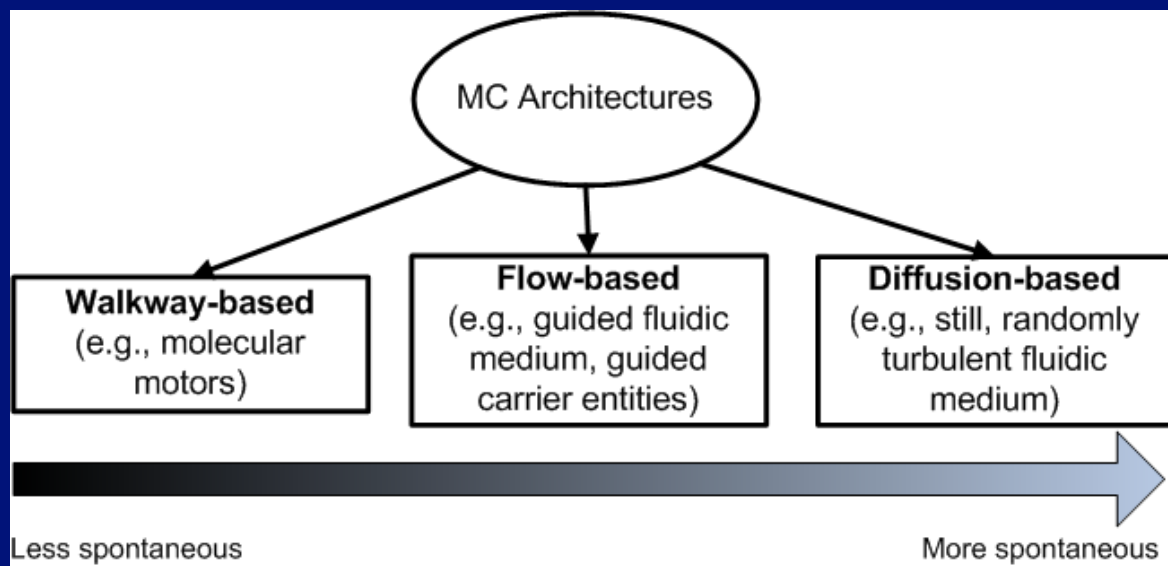 MC Architectures
Walkway-based
(e.g., molecular
motors)
Flow-based
(e.g., guided fluidic
medium, guided
carrier entities)
Diffusion-based
(e.g., still, randomly
turbulent fluidic
medium)
Less spontaneous
More spontaneous